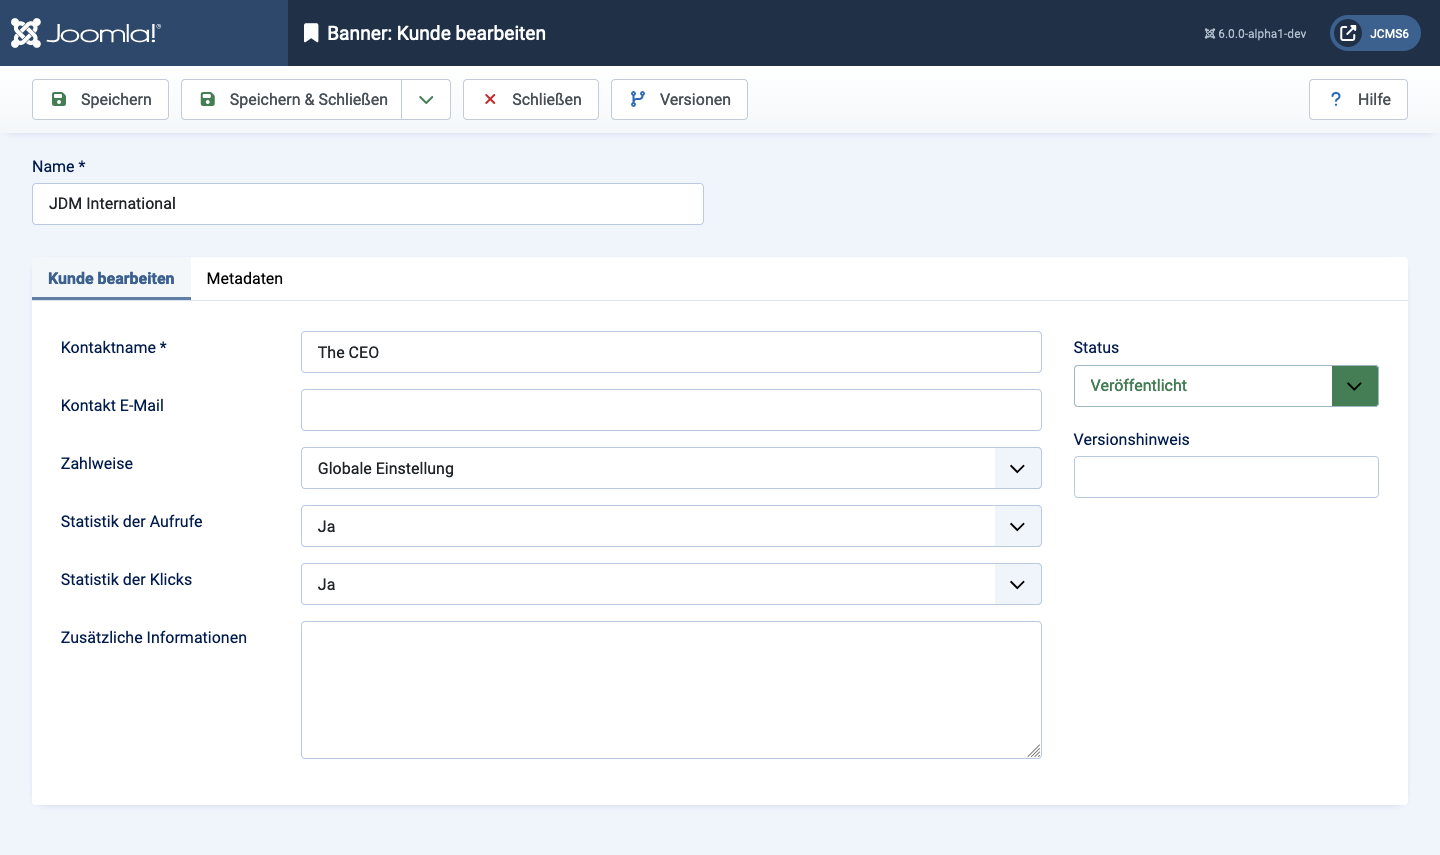 Joomla!®
Banner: Kunde bearbeiten
6.0.0-alpha1-dev
JCMS6
Speichern
Speichern & Schließen
Schließen
Versionen
? Hilfe
Name *
JDM International
Kunde bearbeiten
Metadaten
Kontaktname *
The CEO
Kontakt E-Mail
Zahlweise
Globale Einstellung
Statistik der Aufrufe
Ja
Statistik der Klicks
Ja
Zusätzliche Informationen
Status
Veröffentlicht
Versionshinweis